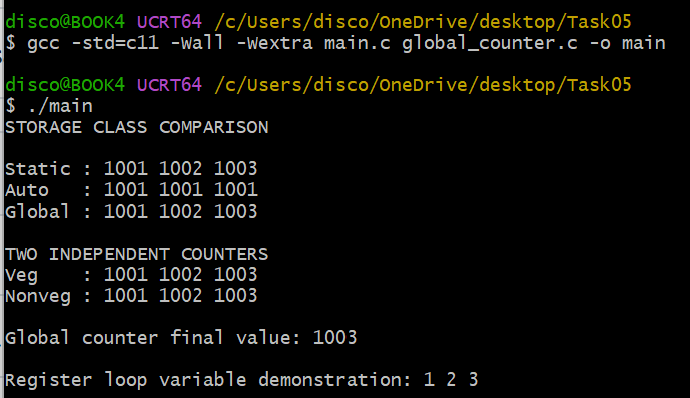 disco@BOOK4 UCRT64 /c/Users/disco/OneDrive/desktop/Task05
$ gcc -std=c11 -Wall -Wextra main.c global_counter.c -o main
disco@BOOK4 UCRT64 /c/Users/disco/OneDrive/desktop/Task05
$ ./main
STORAGE CLASS COMPARISON
Static : 1001 1002 1003
Auto   : 1001 1001 1001
Global : 1001 1002 1003
TWO INDEPENDENT COUNTERS
Veg    : 1001 1002 1003
Nonveg : 1001 1002 1003
Global counter final value: 1003
Register loop variable demonstration: 1 2 3